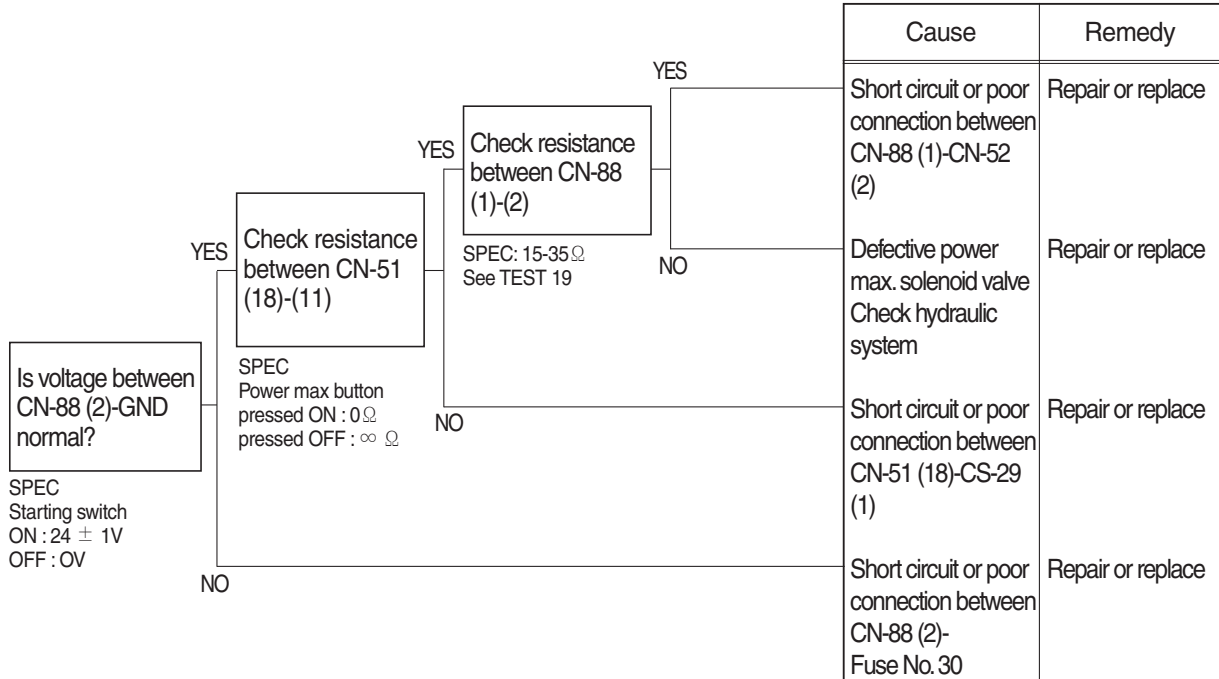 Cause
Remedy
YES
Short circuit or poor
connection between
CN-88 (1)-CN-52
(2)
Repair or replace
YES
Check resistance
between CN-88
(1)-(2)
SPEC: 15-35Ω
See TEST 19
NO
Defective power
max. solenoid valve
Check hydraulic
system
Repair or replace
YES
Check resistance
between CN-51
(18)-(11)
SPEC
Power max button
pressed ON : 0Ω
pressed OFF : ∞ Ω
NO
Short circuit or poor
connection between
CN-51 (18)-CS-29
(1)
Repair or replace
Is voltage between
CN-88 (2)-GND
normal?
SPEC
Starting switch
ON : 24 ± 1V
OFF : OV
NO
Short circuit or poor
connection between
CN-88 (2)-
Fuse No. 30
Repair or replace